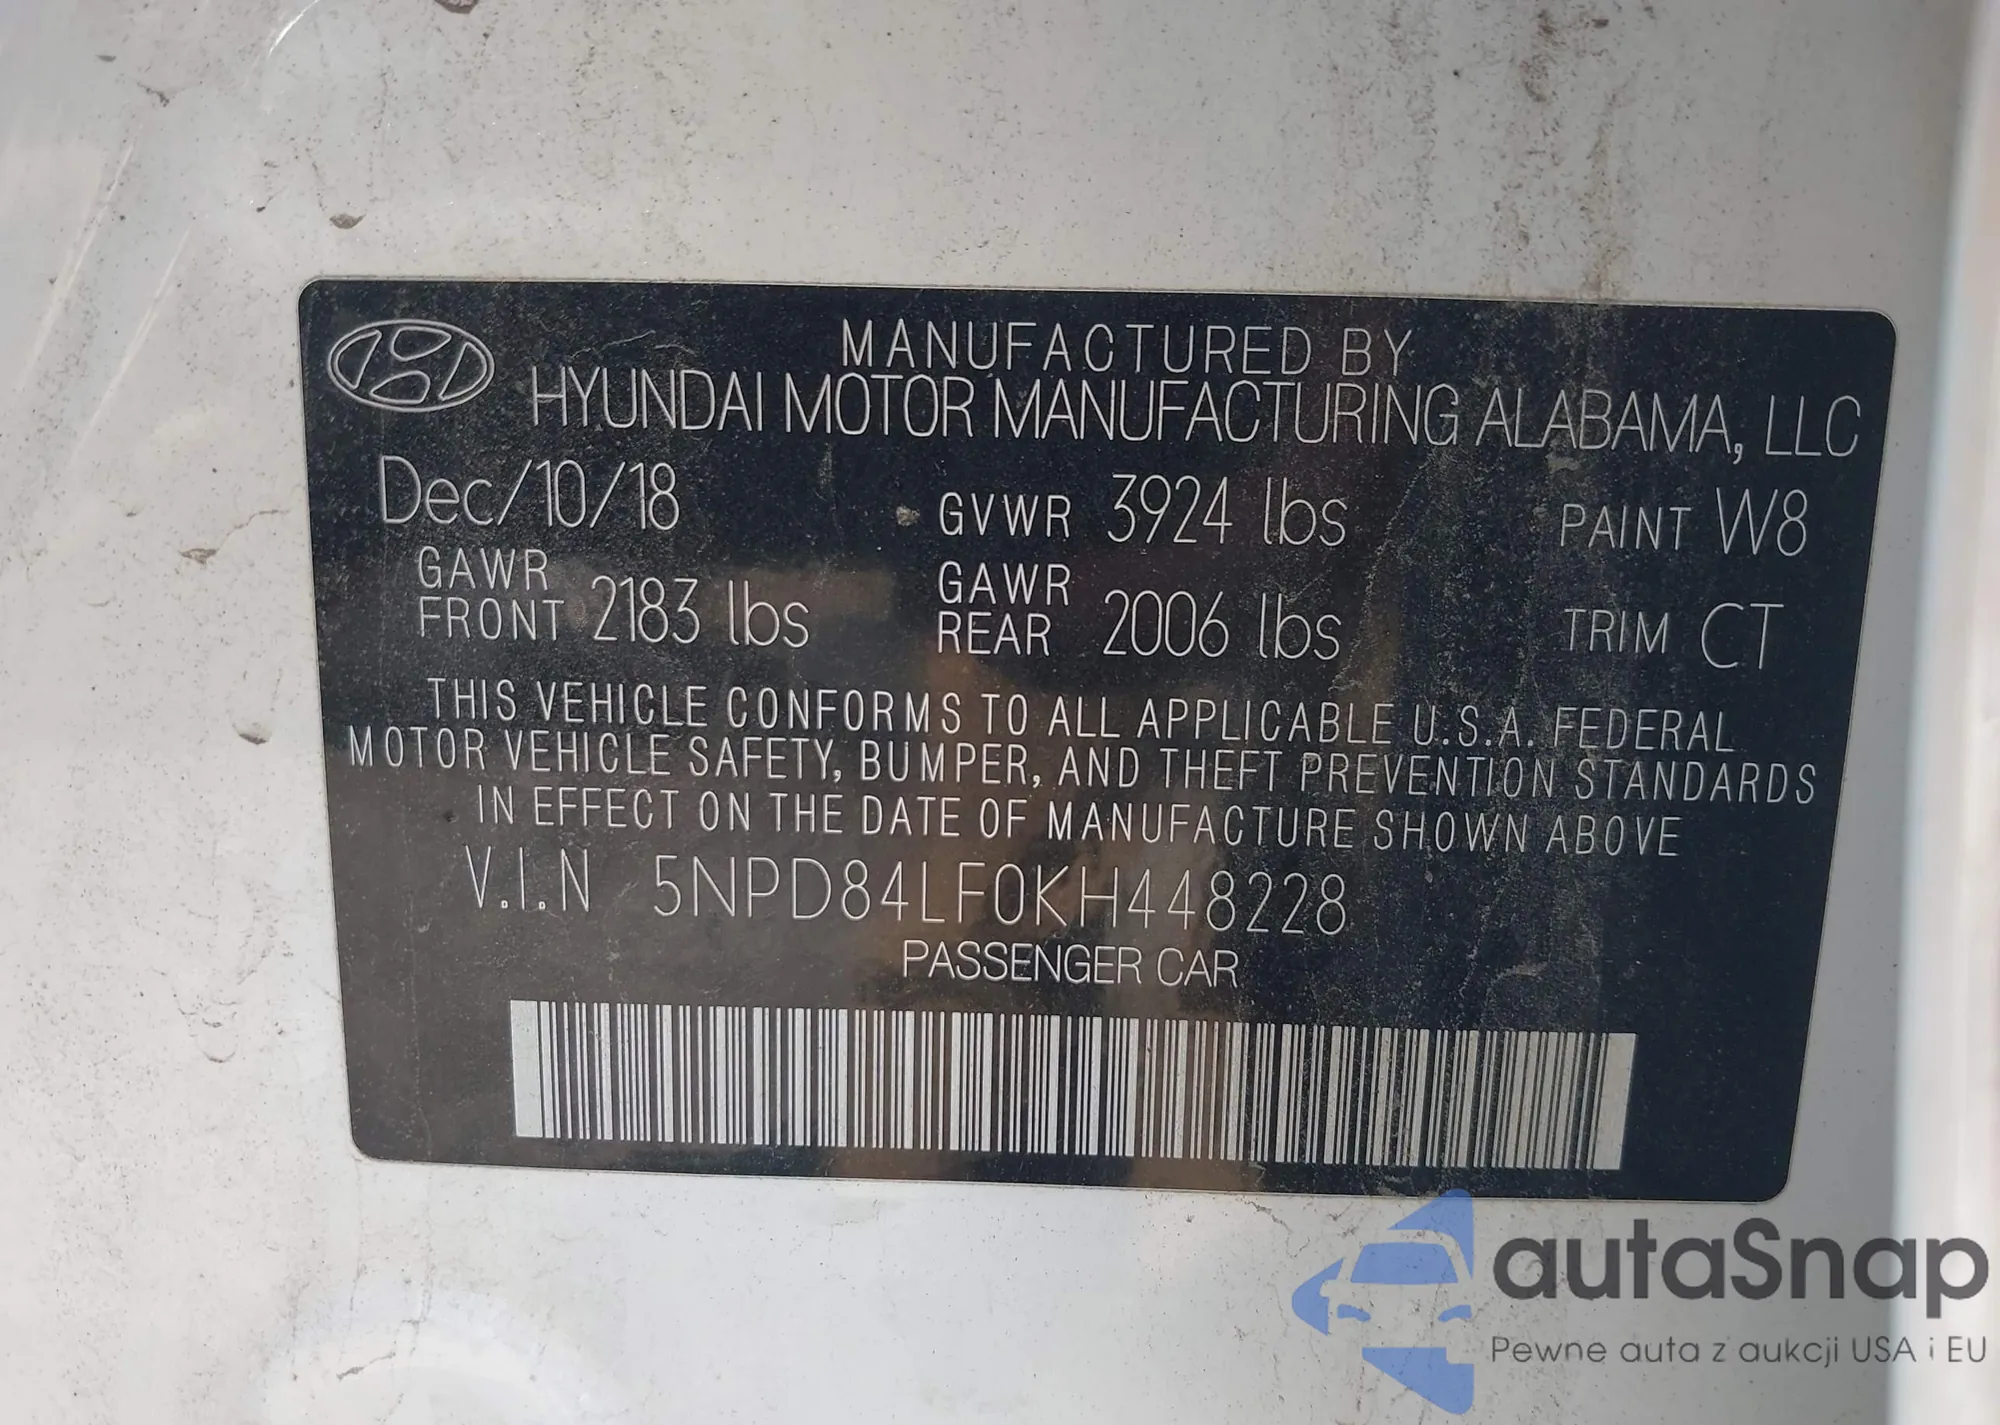 MANUFACTURED BY
HYUNDAI MOTOR MANUFACTURING ALABAMA, LLC
Dec/10/18 GVWR 3924 lbs PAINT W8
GAWR FRONT 2183 lbs GAWR REAR 2006 lbs TRIM CT
THIS VEHICLE CONFORMS TO ALL APPLICABLE U.S.A. FEDERAL
MOTOR VEHICLE SAFETY, BUMPER, AND THEFT PREVENTION STANDARDS
IN EFFECT ON THE DATE OF MANUFACTURE SHOWN ABOVE
V.I.N 5NPD84LF0KH448228
PASSENGER CAR
autaSnap
Pewne auta z aukcji USA i EU